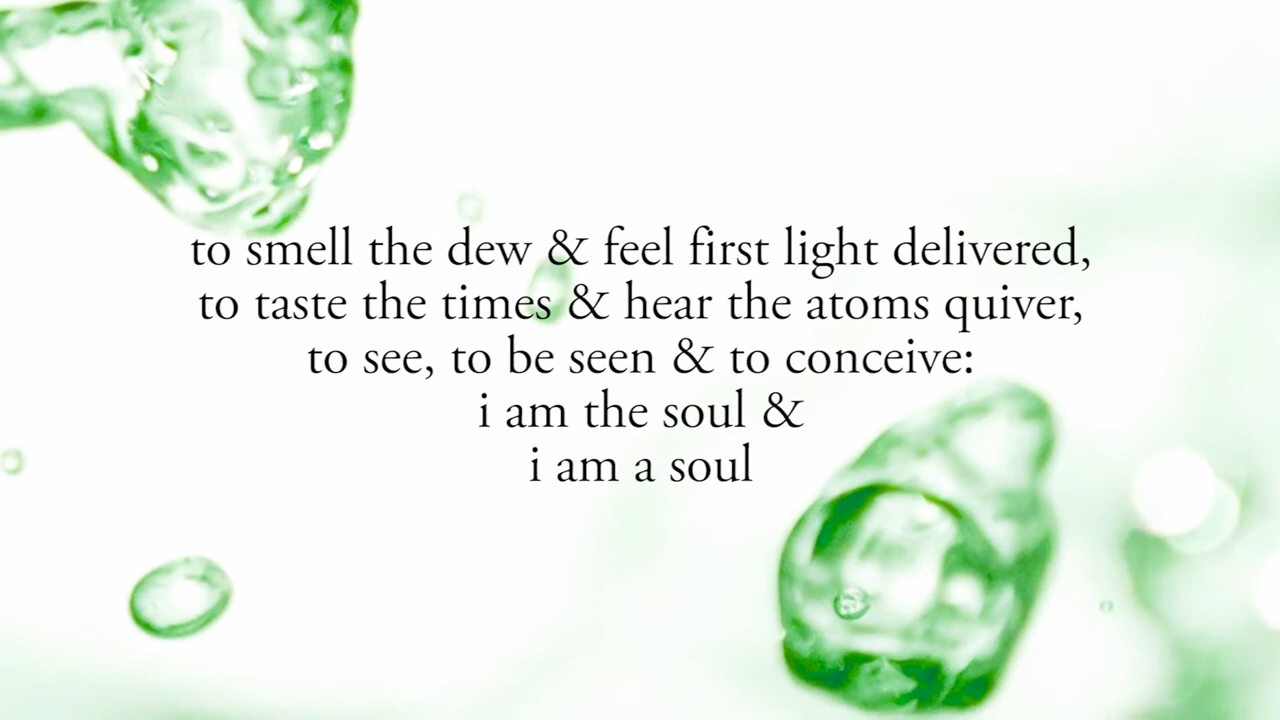 to smell the dew & feel first light delivered,
to taste the times & hear the atoms quiver,
to see, to be seen & to conceive:
i am the soul &
i am a soul